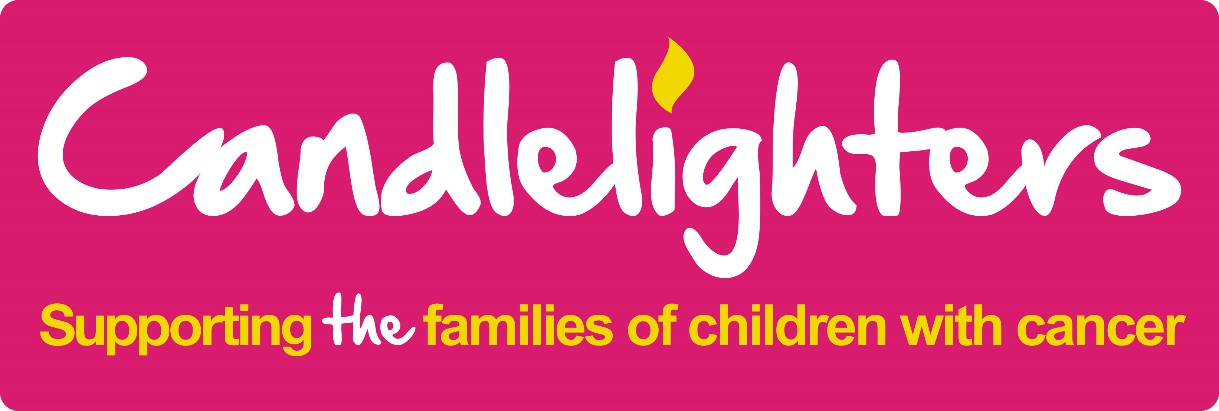 Candlelighters
Supporting the families of children with cancer